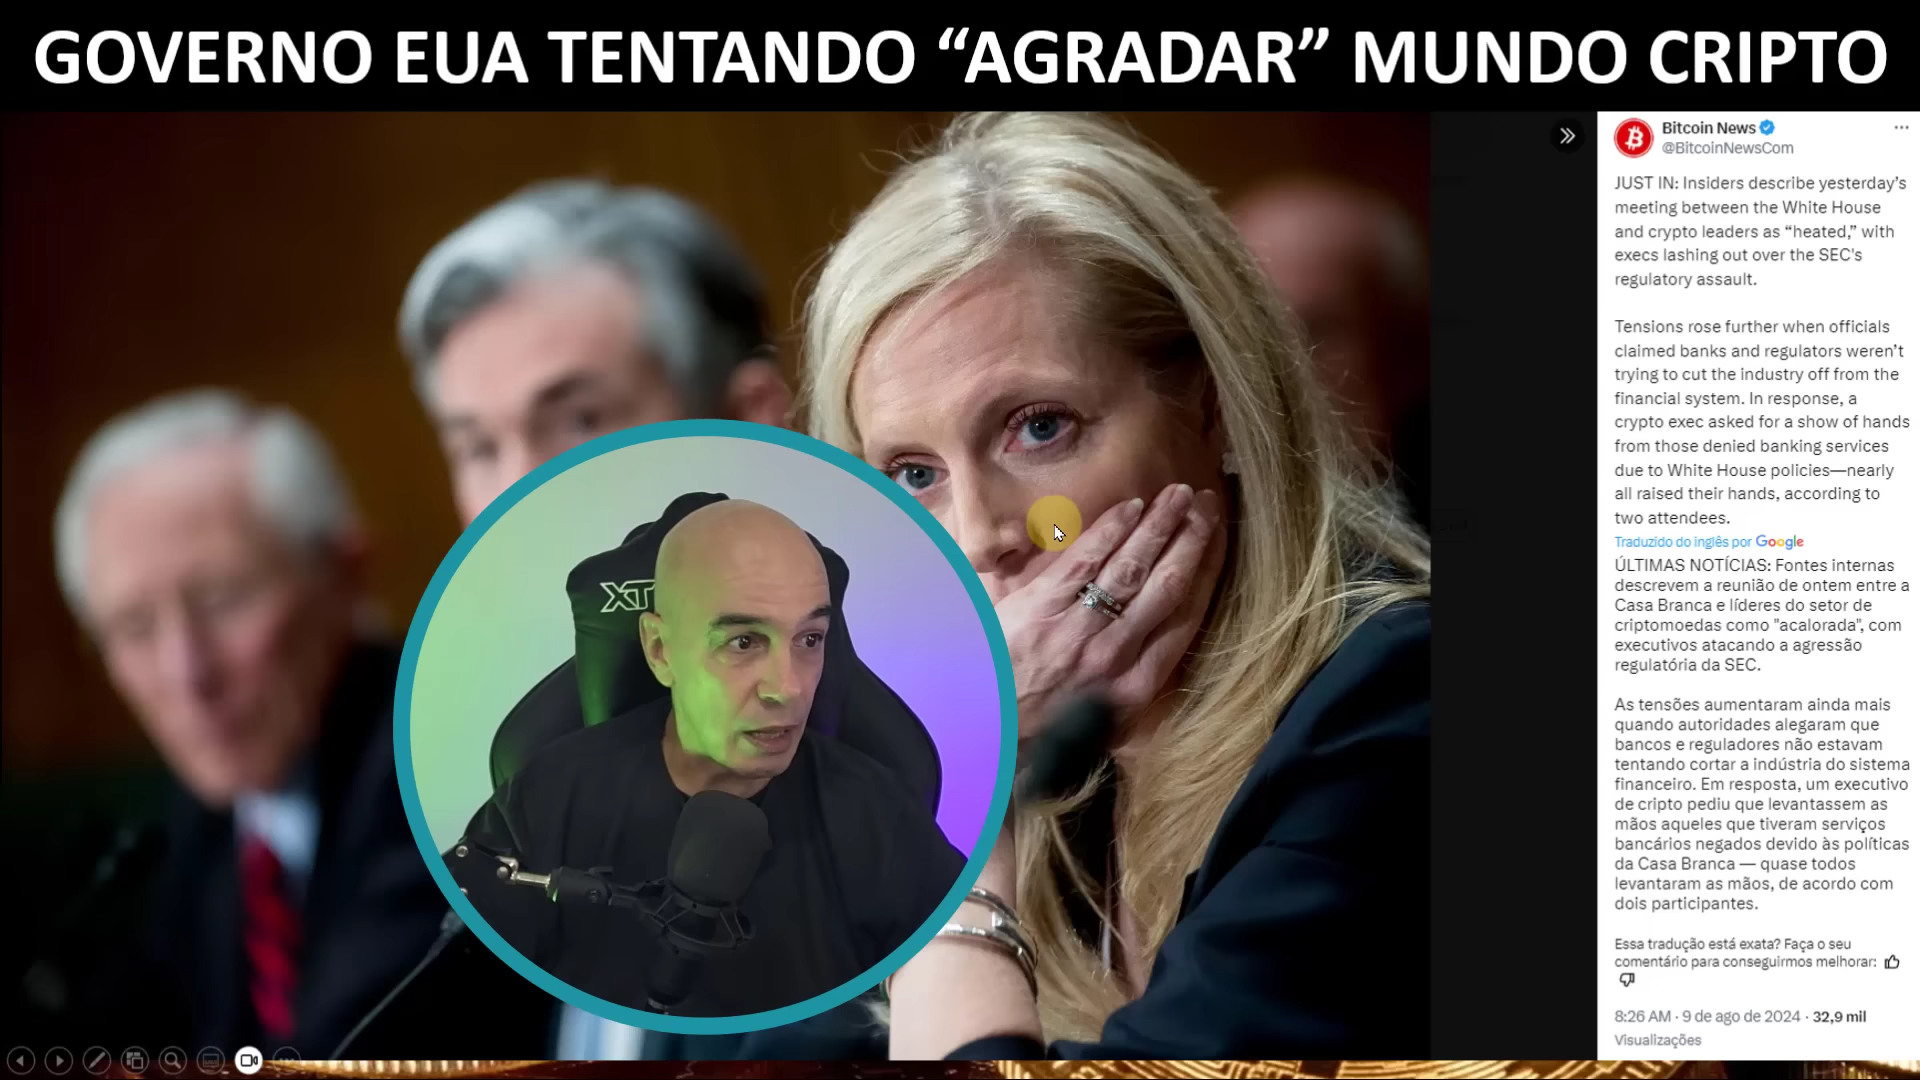 GOVERNO EUA TENTANDO “AGRADAR” MUNDO CRIPTO
Bitcoin News
@BitcoinNewsCom
JUST IN: Insiders describe yesterday’s
meeting between the White House
and crypto leaders as “heated,” with
execs lashing out over the SEC's
regulatory assault.
Tensions rose further when officials
claimed banks and regulators weren’t
trying to cut the industry off from the
financial system. In response, a
crypto exec asked for a show of hands
from those denied banking services
due to White House policies—nearly
all raised their hands, according to
two attendees.
Traduzido do inglês por Google
ÚLTIMAS NOTÍCIAS: Fontes internas
descrevem a reunião de ontem entre a
Casa Branca e líderes do setor de
criptomoedas como "acalorada", com
executivos atacando a agressão
regulatória da SEC.
As tensões aumentaram ainda mais
quando autoridades alegaram que
bancos e reguladores não estavam
tentando cortar a indústria do sistema
financeiro. Em resposta, um executivo
de cripto pediu que levantassem as
mãos aqueles que tiveram serviços
bancários negados devido às políticas
da Casa Branca — quase todos
levantaram as mãos, de acordo com
dois participantes.
Essa tradução está exata? Faça o seu
comentário para conseguirmos melhorar:
8:26 AM · 9 de ago de 2024 · 32,9 mil
Visualizações
XT